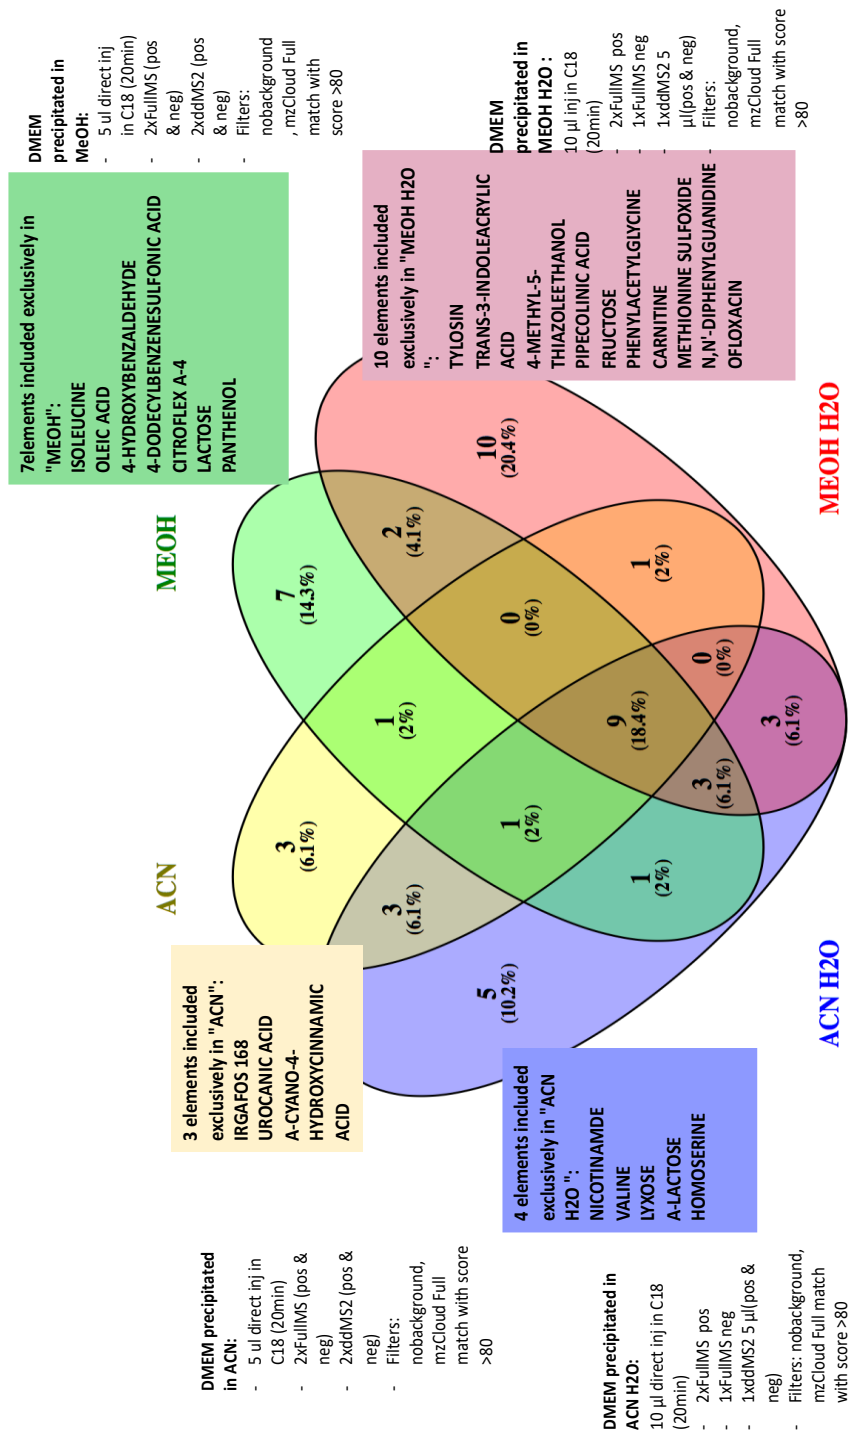 DMEM precipitated
in ACN:
- 5 ul direct inj in
C18 (20min)
- 2xFullMS (pos &
neg)
- 2xddMS2 (pos &
neg)
- Filters:
nobackground,
mzCloud Full
match with score
>80
3 elements included
exclusively in "ACN":
IRGAFOS 168
UROCANIC ACID
A-CYANO-4-
HYDROXYCINNAMIC
ACID
ACN
MEOH
7elements included exclusively in
"MEOH":
ISOLEUCINE
OLEIC ACID
4-HYDROXYBENZALDEHYDE
4-DODECYLBENZENESULFONIC ACID
CITROFLEX A-4
LACTOSE
PANTHENOL
DMEM
precipitated in
MeOH:
- 5 ul direct inj
in C18 (20min)
- 2xFullMS (pos
& neg)
- 2xddMS2 (pos
& neg)
- Filters:
nobackground
, mzCloud Full
match with
score >80
3
(6.1%)
7
(14.3%)
3
(6.1%)
1
(2%)
2
(4.1%)
5
(10.2%)
1
(2%)
0
(0%)
10
(20.4%)
1
(2%)
9
(18.4%)
1
(2%)
3
(6.1%)
0
(0%)
3
(6.1%)
4 elements included
exclusively in "ACN
H2O ":
NICOTINAMDE
VALINE
LYXOSE
A-LACTOSE
HOMOSERINE
ACN H2O
MEOH H2O
10 elements included
exclusively in "MEOH H2O
":
TYLOSIN
TRANS-3-INDOLEACRYLIC
ACID
4-METHYL-5-
THIAZOLEETHANOL
PIPECOLINIC ACID
FRUCTOSE
PHENYLACETYLGLYCINE
CARNITINE
METHIONINE SULFOXIDE
N,N'-DIPHENYLGUANIDINE
OFLOXACIN
DMEM precipitated in
ACN H2O:
10 µl direct inj in C18
(20min)
- 2xFullMS pos
- 1xFullMS neg
- 1xddMS2 5 µl(pos &
neg)
- Filters: nobackground,
mzCloud Full match
with score >80
DMEM
precipitated in
MEOH H2O :
10 µl inj in C18
(20min)
- 2xFullMS pos
- 1xFullMS neg
- 1xddMS2 5
µl(pos & neg)
- Filters:
nobackground,
mzCloud Full
match with score
>80